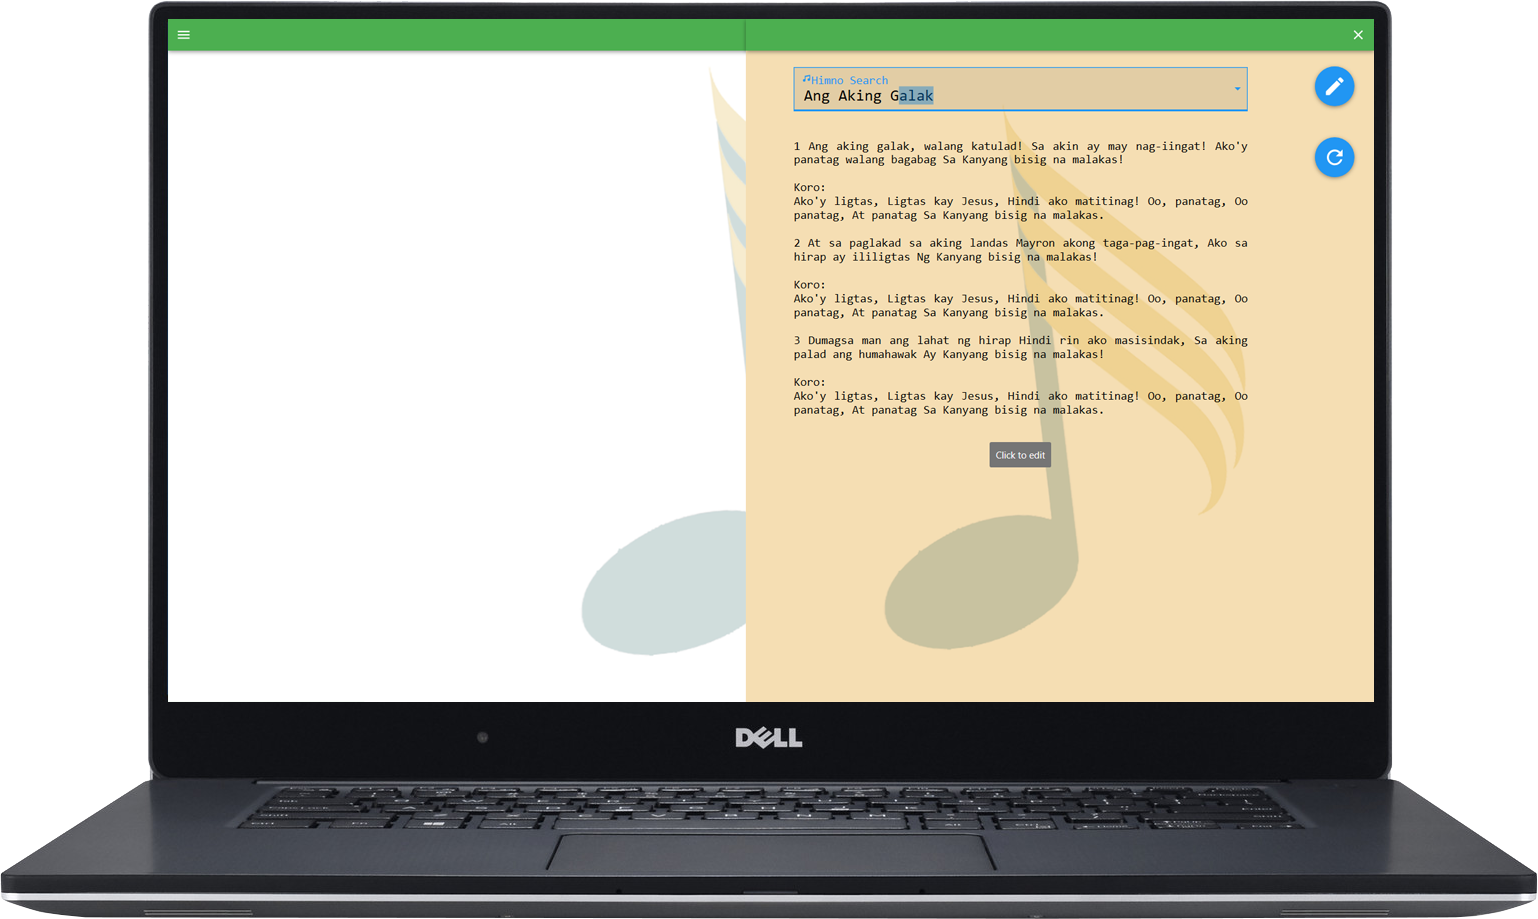 Himno Search
Ang Aking Galak
1 Ang aking galak, walang katulad! Sa akin ay may nag-iingat! Ako'y
panatag walang bagabag Sa Kanyang bisig na malakas!
Koro:
Ako'y ligtas, Ligtas kay Jesus, Hindi ako matitinag! Oo, panatag, Oo
panatag, At panatag Sa Kanyang bisig na malakas.
2 At sa paglakad sa aking landas Mayron akong taga-pag-ingat, Ako sa
hirap ay ililigtas Ng Kanyang bisig na malakas!
Koro:
Ako'y ligtas, Ligtas kay Jesus, Hindi ako matitinag! Oo, panatag, Oo
panatag, At panatag Sa Kanyang bisig na malakas.
3 Dumagsa man ang lahat ng hirap Hindi rin ako masisindak, Sa aking
palad ang humahawak Ay Kanyang bisig na malakas!
Koro:
Ako'y ligtas, Ligtas kay Jesus, Hindi ako matitinag! Oo, panatag, Oo
panatag, At panatag Sa Kanyang bisig na malakas.
Click to edit
DELL